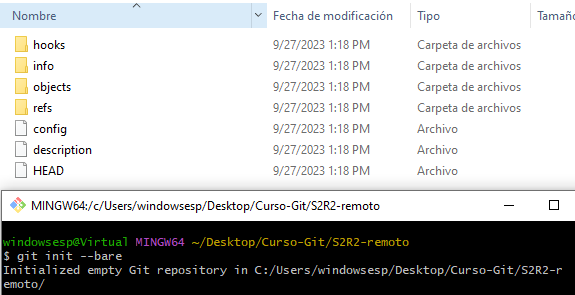 Nombre Fecha de modificación Tipo Tamaño
hooks 9/27/2023 1:18 PM Carpeta de archivos
info 9/27/2023 1:18 PM Carpeta de archivos
objects 9/27/2023 1:18 PM Carpeta de archivos
refs 9/27/2023 1:18 PM Carpeta de archivos
config 9/27/2023 1:18 PM Archivo
description 9/27/2023 1:18 PM Archivo
HEAD 9/27/2023 1:18 PM Archivo
MINGW64:/c/Users/windowsesp/Desktop/Curso-Git/S2R2-remoto
windowsesp@Virtual MINGW64 ~/Desktop/Curso-Git/S2R2-remoto
$ git init --bare
Initialized empty Git repository in C:/Users/windowsesp/Desktop/Curso-Git/S2R2-r
emoto/